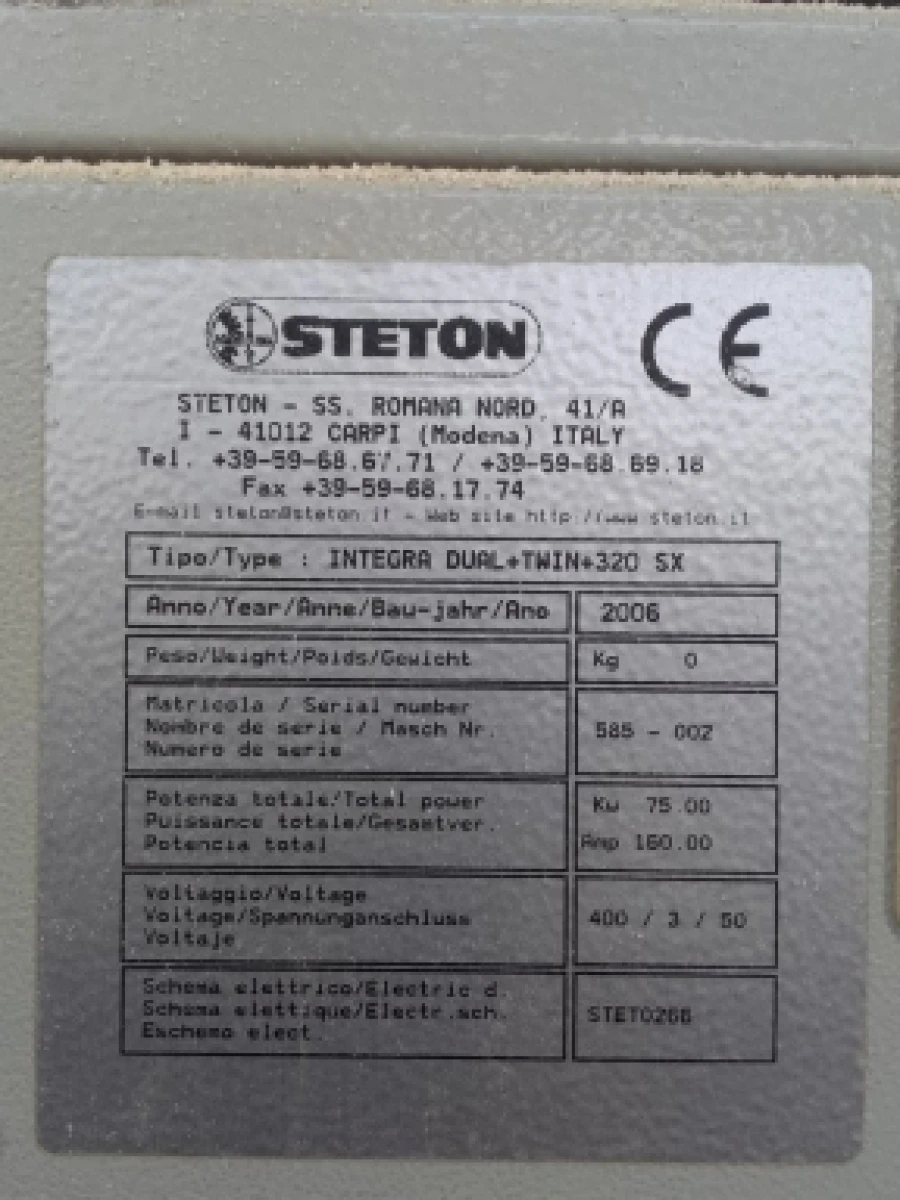 STETON
CE
STETON - SS. ROMANA NORD, 41/A
I - 41012 CARPI (Modena) ITALY
Tel. +39-59-68.67.71 / +39-59-68.69.18
Fax +39-59-68.17.74
E-mail steton@steton.it - Web site http://www.steton.it
Tipo/Type : INTEGRA DUAL+TWIN+320 SX
Anno/Year/Anne/Bau-jahr/Ano 2006
Peso/Weight/Poids/Gewicht Kg 0
Matricola / Serial number
Nombre de serie / Masch Nr.
Numero de serie
585 - 002
Potenza totale/Total power
Puissance totale/Gesamtver.
Potencia total
Kw 75.00
Amp 160.00
Voltaggio/Voltage
Voltage/Spannunganschluss
Voltaje
400 / 3 / 50
Schema elettrico/Electric d.
Schema elettique/Electr.sch.
Eschemo elect.
STET0266